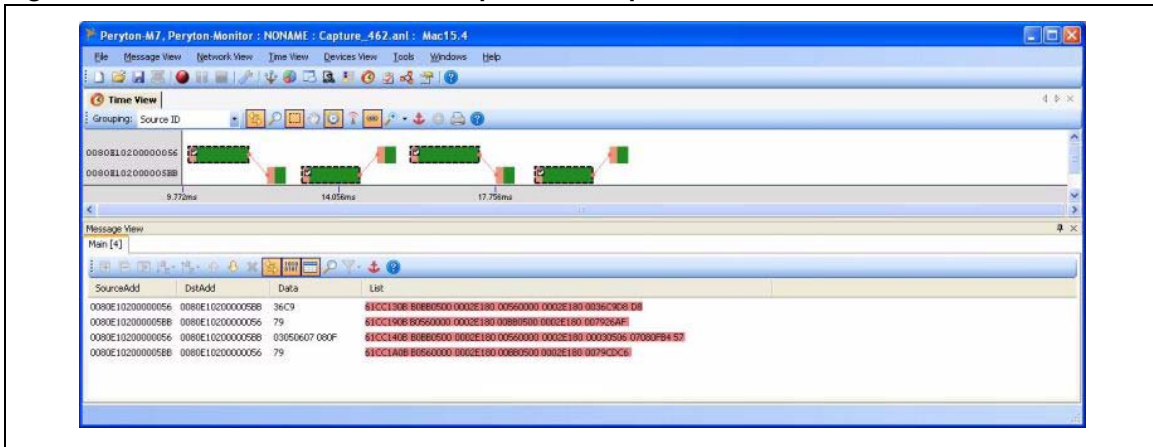 Peryton-M7, Peryton-Monitor : NONAME : Capture_462.anl : Mac15.4
File Message View Network View Time View Devices View Tools Windows Help
Time View
Grouping: Source ID
0080E10200000056
0080E102000005BB
9.772ms 14.056ms 17.756ms
Message View
Main [4]
SourceAdd DstAdd Data List
0080E10200000056 0080E102000005BB 36C9 61CC130B B0BB0500 0002E180 00560000 0002E180 0036C9D8 D8
0080E102000005BB 0080E10200000056 79 61CC190B B0560000 0002E180 00BB0500 0002E180 007926AF
0080E10200000056 0080E102000005BB 03050607 080F 61CC140B B0BB0500 0002E180 00560000 0002E180 00030506 07080FB4 57
0080E102000005BB 0080E10200000056 79 61CC1A0B B0560000 0002E180 00BB0500 0002E180 0079CDC6